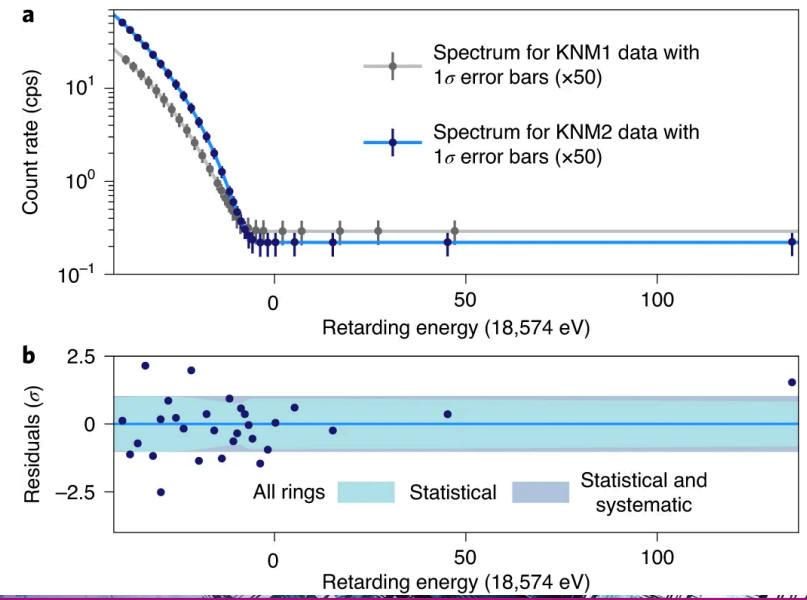 a
Count rate (cps)
10¹
10⁰
10⁻¹
Spectrum for KNM1 data with
1σ error bars (×50)
Spectrum for KNM2 data with
1σ error bars (×50)
0
50
100
Retarding energy (18,574 eV)
b
Residuals (σ)
2.5
0
–2.5
All rings
Statistical
Statistical and
systematic
0
50
100
Retarding energy (18,574 eV)